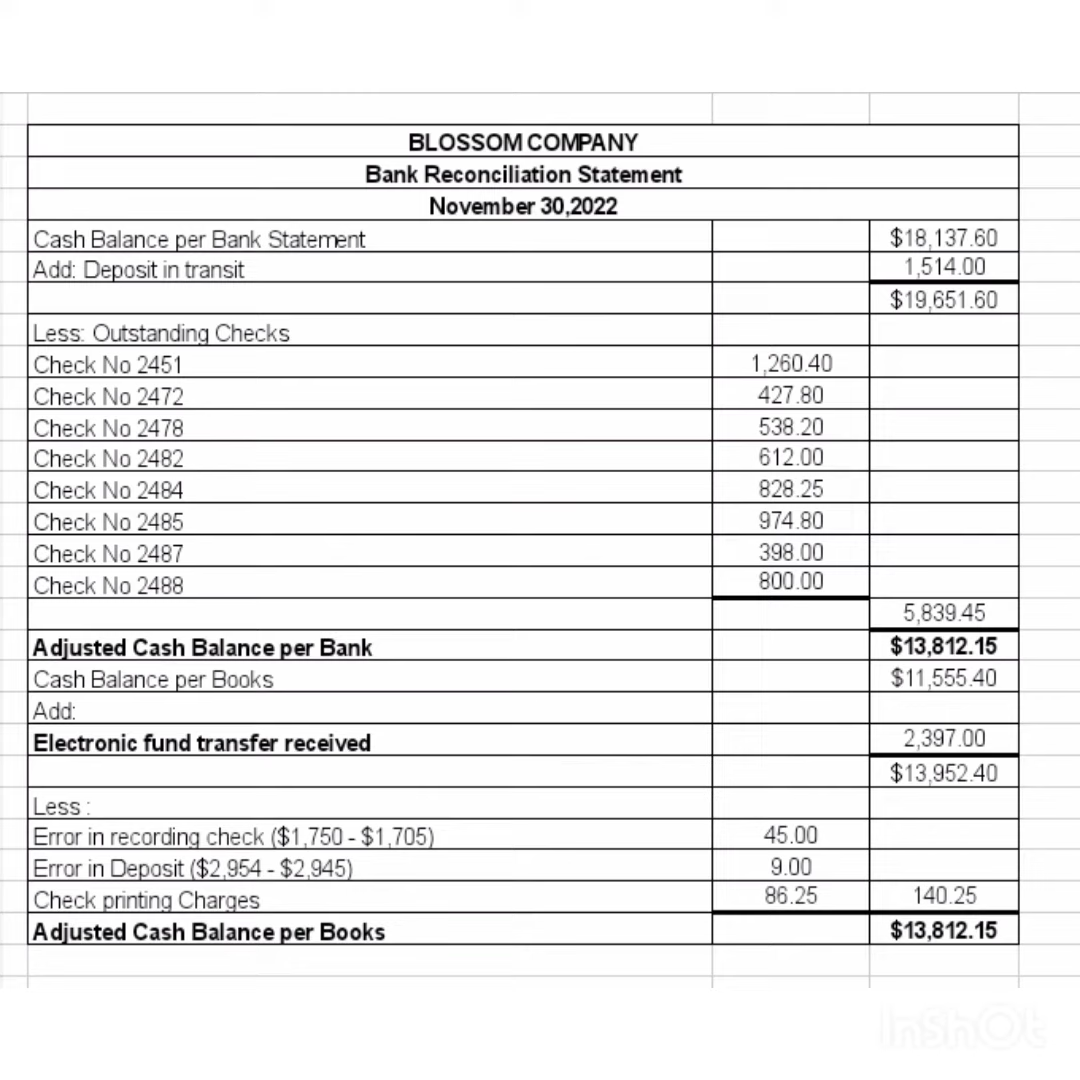 BLOSSOM COMPANY
Bank Reconciliation Statement
November 30,2022
Cash Balance per Bank Statement $18,137.60
Add: Deposit in transit 1,514.00
$19,651.60
Less: Outstanding Checks
Check No 2451 1,260.40
Check No 2472 427.80
Check No 2478 538.20
Check No 2482 612.00
Check No 2484 828.25
Check No 2485 974.80
Check No 2487 398.00
Check No 2488 800.00
5,839.45
Adjusted Cash Balance per Bank $13,812.15
Cash Balance per Books $11,555.40
Add:
Electronic fund transfer received 2,397.00
$13,952.40
Less :
Error in recording check ($1,750 - $1,705) 45.00
Error in Deposit ($2,954 - $2,945) 9.00
Check printing Charges 86.25 140.25
Adjusted Cash Balance per Books $13,812.15
InShOt